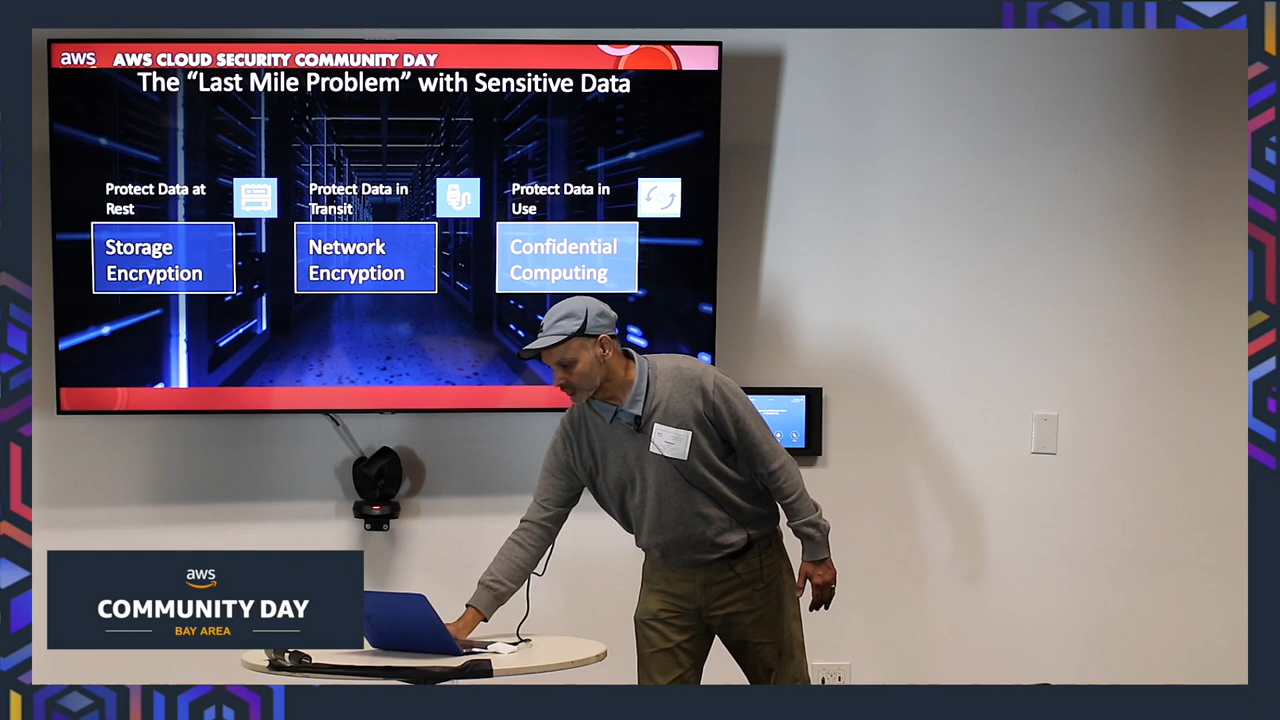 aws AWS CLOUD SECURITY COMMUNITY DAY
The “Last Mile Problem” with Sensitive Data
Protect Data at
Rest
Storage
Encryption
Protect Data in
Transit
Network
Encryption
Protect Data in
Use
Confidential
Computing
aws
COMMUNITY DAY
BAY AREA